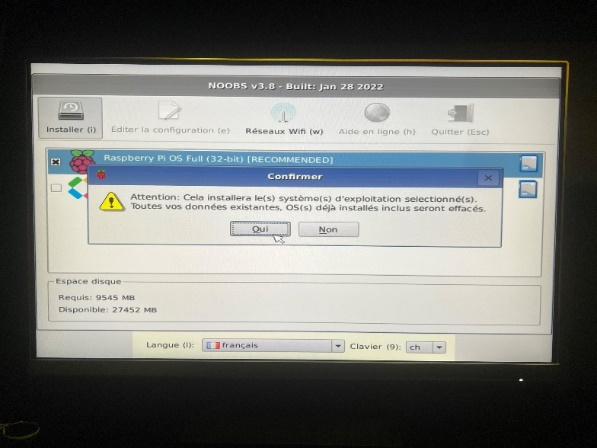 NOOBS v3.8 - Built: Jan 28 2022
Installer (i)
Editer la configuration (e)
Réseaux Wifi (w)
Aide en ligne (h)
Quitter (Esc)
Raspberry Pi OS Full (32-bit) [RECOMMENDED]
Confirmer
Attention: Cela installera le(s) système(s) d'exploitation selectionné(s).
Toutes vos données existantes, OS(s) déjà installés inclus seront effacés.
Oui
Non
Espace disque
Requis: 9545 MB
Disponible: 27452 MB
Langue (l):
français
Clavier (9):
ch